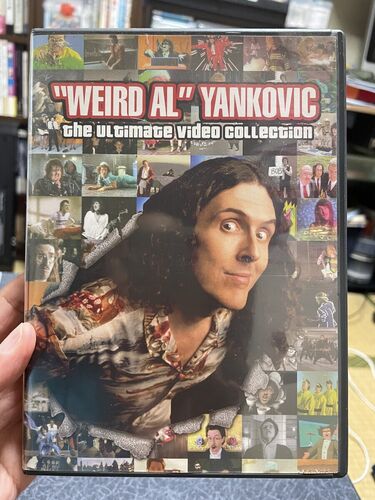 "WEIRD AL" YANKOVIC
the ultimate video collection